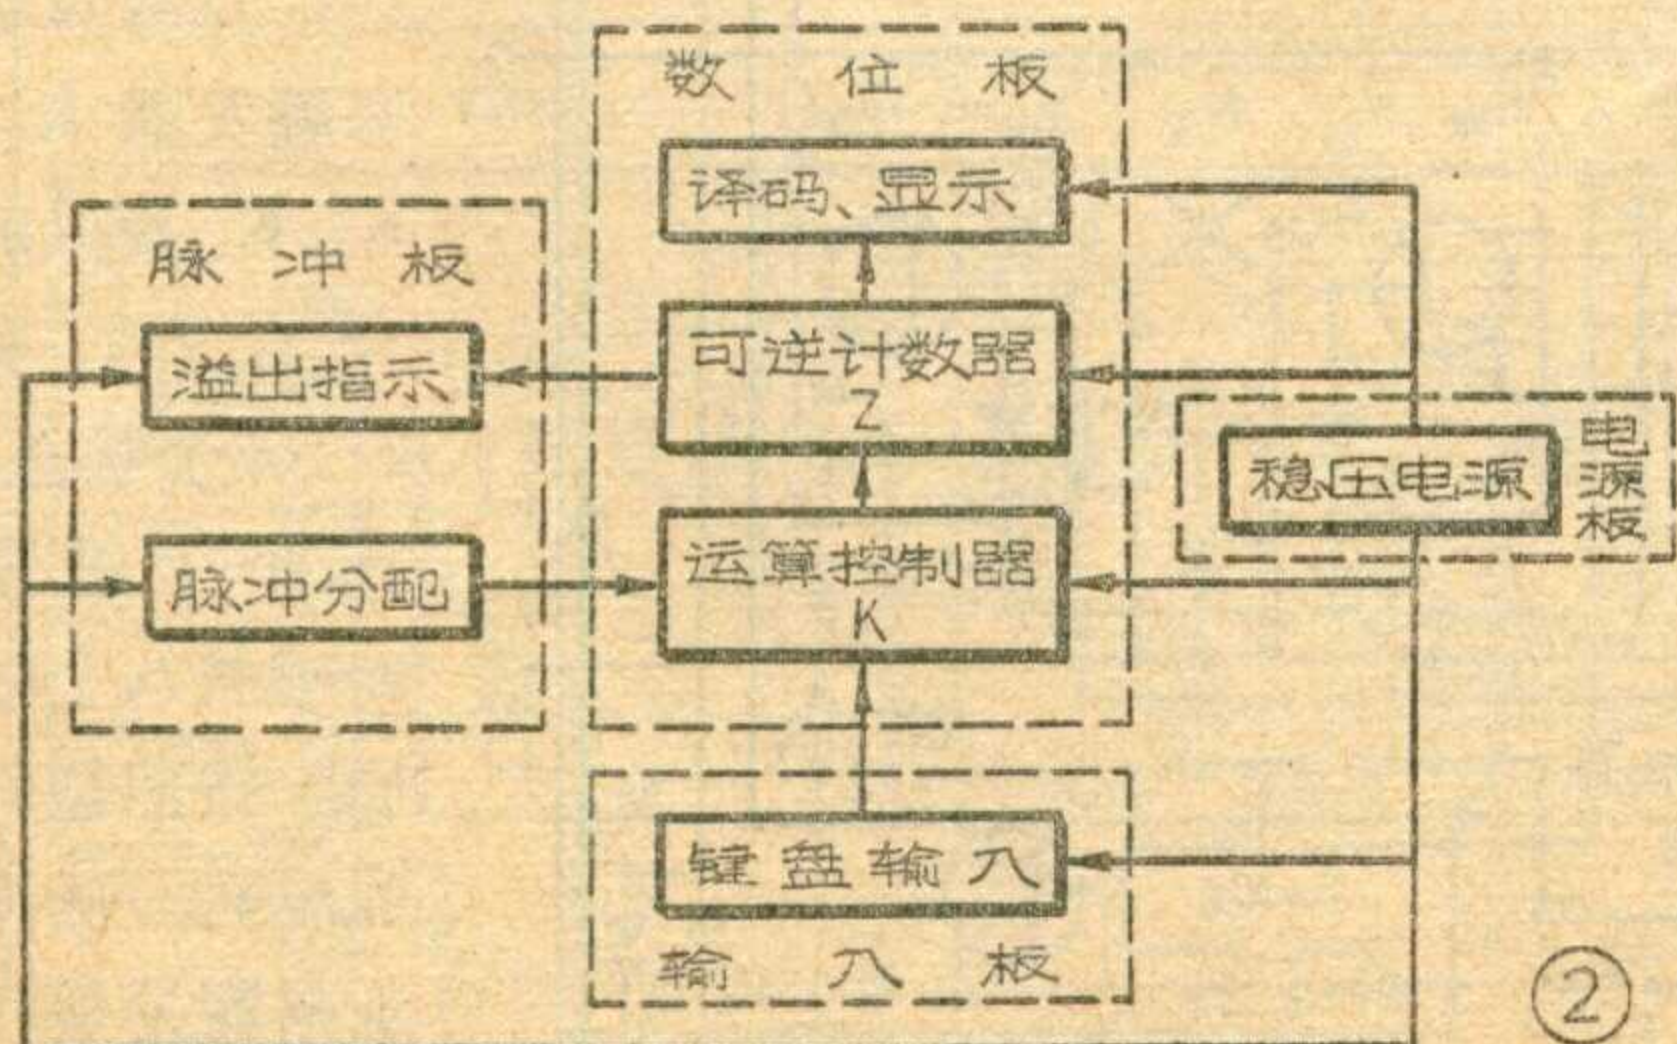 数位板
译码、显示
可逆计数器
Z
运算控制器
K
脉冲板
溢出指示
脉冲分配
稳压电源
电源板
键盘输入
输入板
②